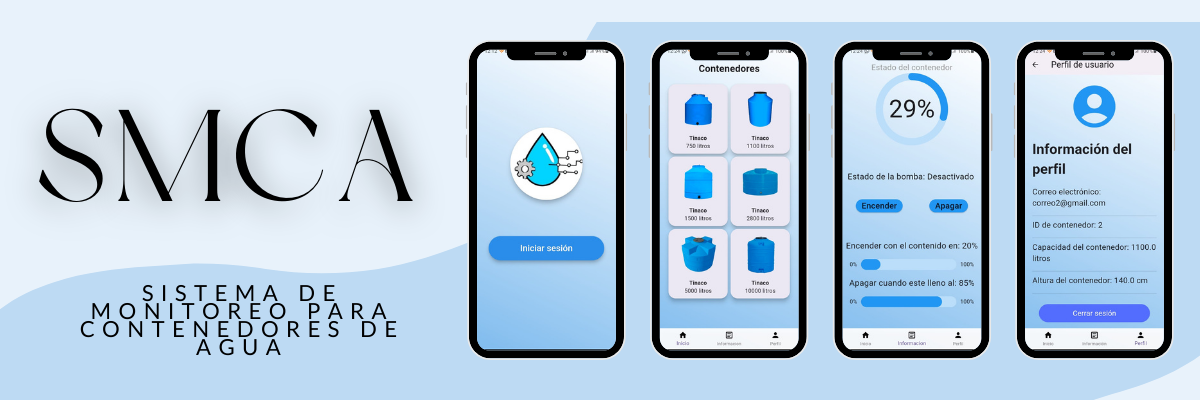 SMCA
SISTEMA DE
MONITOREO PARA
CONTENEDORES DE
AGUA
Iniciar sesión
Contenedores
Tinaco
750 litros
Tinaco
1100 litros
Tinaco
1500 litros
Tinaco
2800 litros
Tinaco
5000 litros
Tinaco
10000 litros
Inicio
Información
Perfil
Estado del contenedor
29%
Estado de la bomba: Desactivado
Encender
Apagar
Encender con el contenido en: 20%
0%
100%
Apagar cuando este lleno al: 85%
0%
100%
Inicio
Información
Perfil
Perfil de usuario
Información del
perfil
Correo electrónico:
correo2@gmail.com
ID de contenedor: 2
Capacidad del contenedor: 1100.0
litros
Altura del contenedor: 140.0 cm
Cerrar sesión
Inicio
Información
Perfil